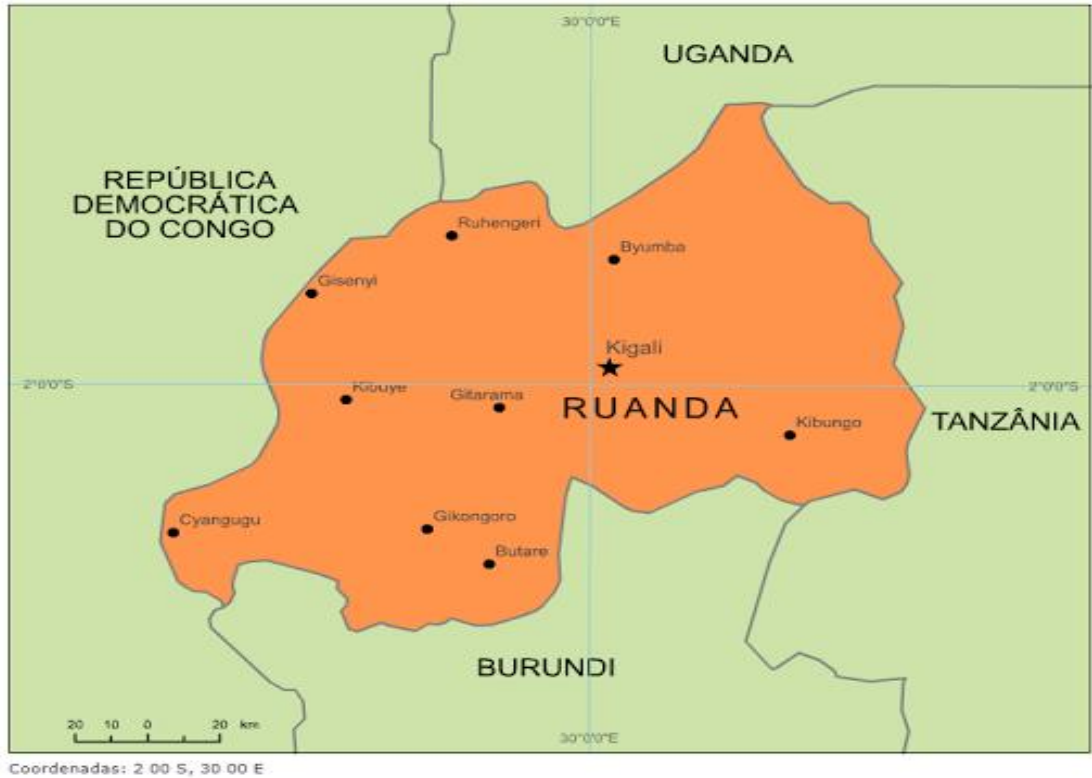 30°0'0"E
UGANDA
REPÚBLICA
DEMOCRÁTICA
DO CONGO
Ruhengeri
Byumba
Gisenyi
Kigali
2°0'0"S
2°0'0"S
Kibuye
Gitarama
RUANDA
Kibungo
TANZÂNIA
Cyangugu
Gikongoro
Butare
BURUNDI
20 10 0 20 km
30°0'0"E
Coordenadas: 2 00 S, 30 00 E